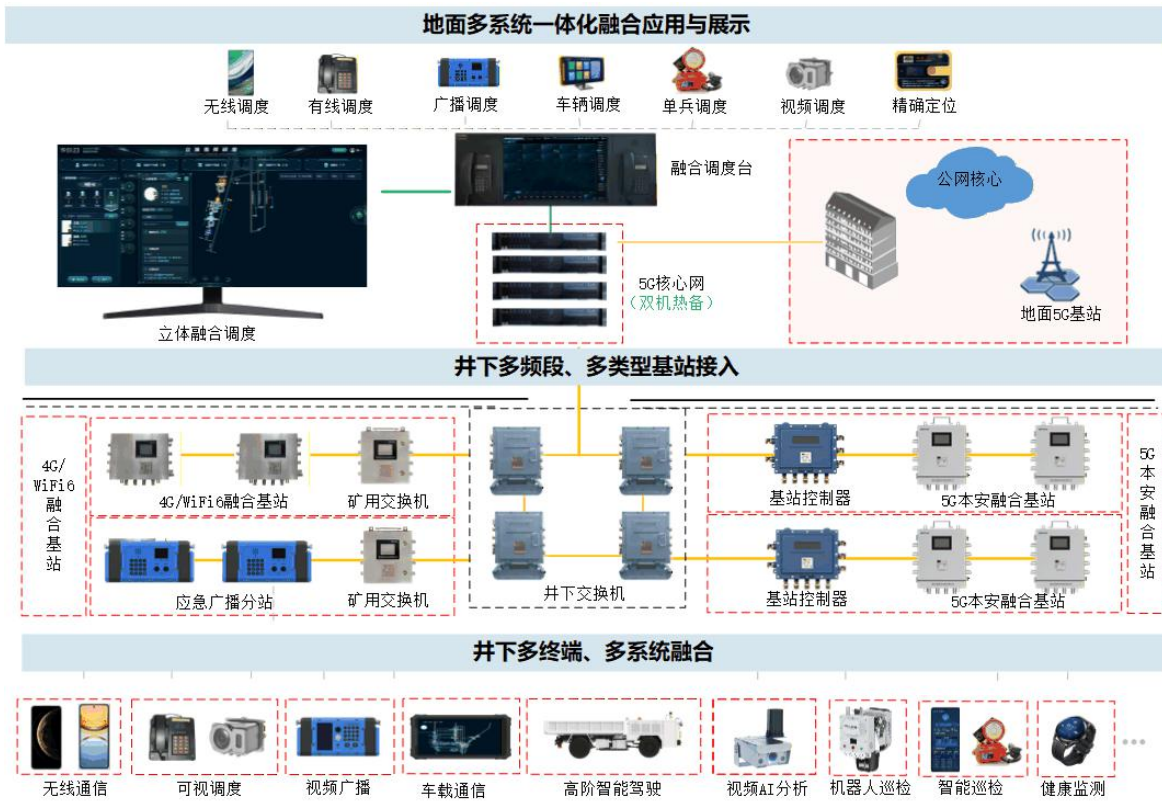 地面多系统一体化融合应用与展示
无线调度
有线调度
广播调度
车辆调度
单兵调度
视频调度
精确定位
融合调度台
公网核心
5G核心网
(双机热备)
地面5G基站
立体融合调度
井下多频段、多类型基站接入
4G/
WiFi6
融
合
基
站
4G/WiFi6融合基站
矿用交换机
应急广播分站
矿用交换机
井下交换机
基站控制器
5G本安融合基站
基站控制器
5G本安融合基站
5G
本
安
融
合
基
站
井下多终端、多系统融合
无线通信
可视调度
视频广播
车载通信
高阶智能驾驶
视频AI分析
机器人巡检
智能巡检
健康监测
…